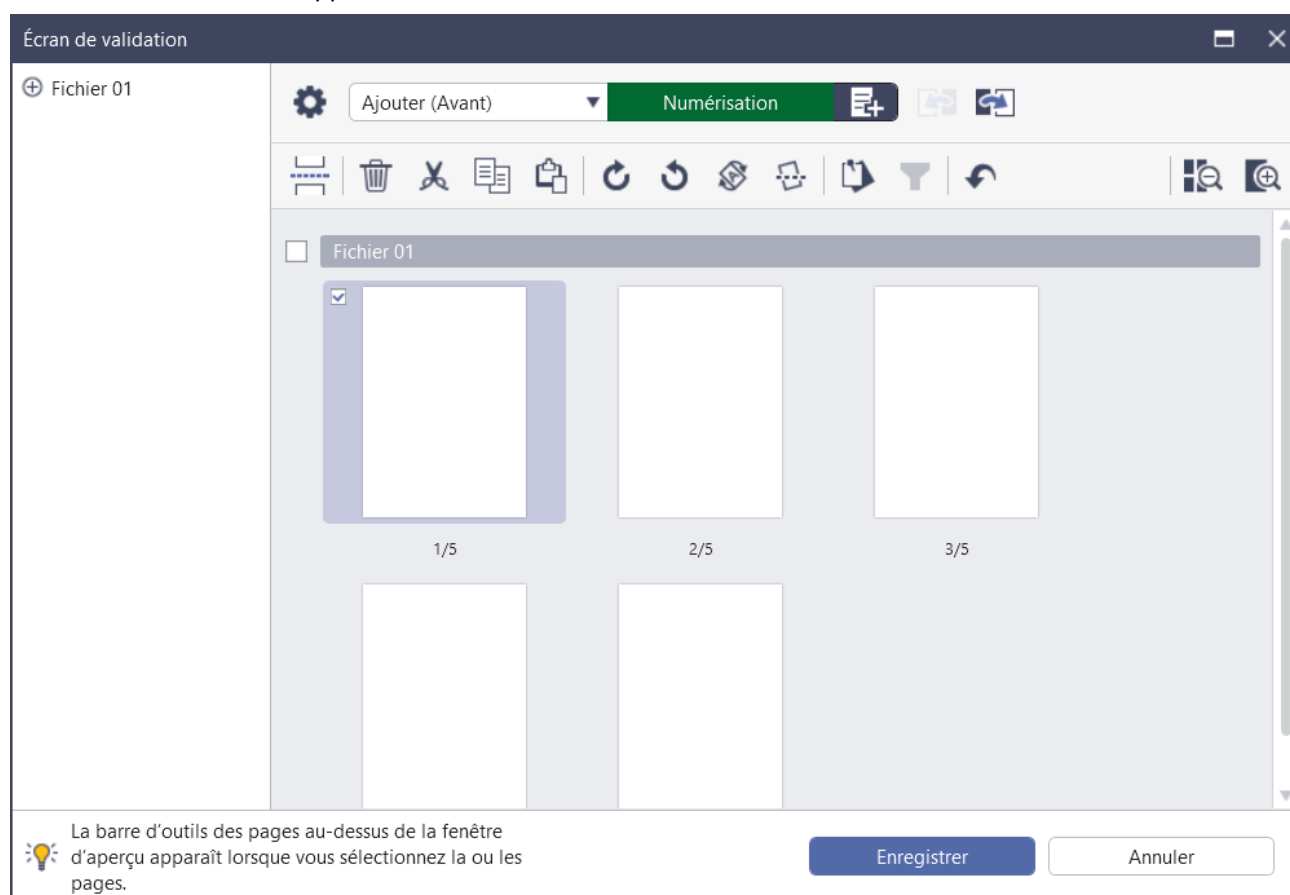 Écran de validation
Fichier 01
Ajouter (Avant)
Numérisation
Fichier 01
1/5
2/5
3/5
La barre d'outils des pages au-dessus de la fenêtre
d'aperçu apparaît lorsque vous sélectionnez la ou les
pages.
Enregistrer
Annuler